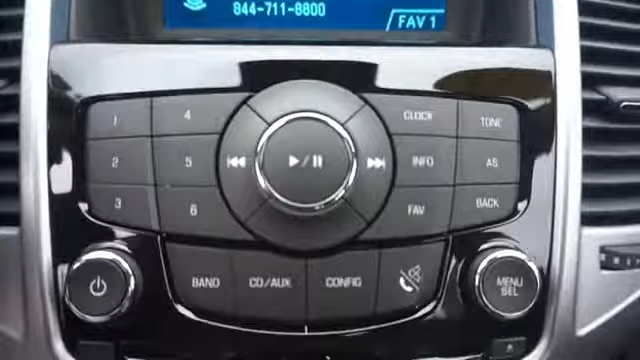 844-711-8800
FAV 1
1 4 CLOCK TONE
2 5 INFO AS
3 6 FAV BACK
BAND CD/AUX CONFIG
MENU
SEL